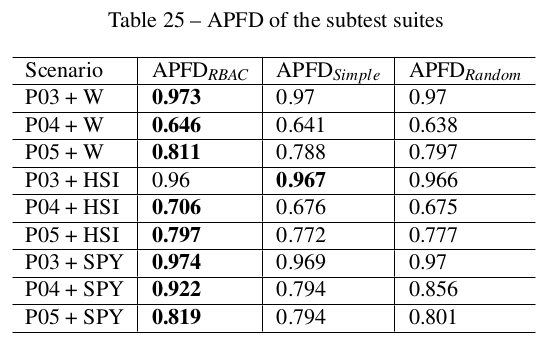 Table 25 – APFD of the subtest suites
Scenario APFD_RBAC APFD_Simple APFD_Random
P03 + W 0.973 0.97 0.97
P04 + W 0.646 0.641 0.638
P05 + W 0.811 0.788 0.797
P03 + HSI 0.96 0.967 0.966
P04 + HSI 0.706 0.676 0.675
P05 + HSI 0.797 0.772 0.777
P03 + SPY 0.974 0.969 0.97
P04 + SPY 0.922 0.794 0.856
P05 + SPY 0.819 0.794 0.801